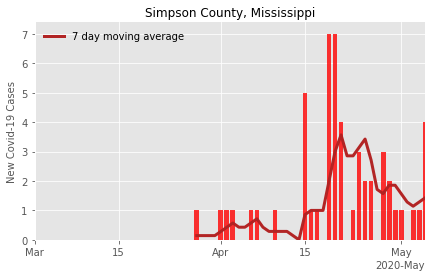 Simpson County, Mississippi
7 day moving average
New Covid-19 Cases
7
6
5
4
3
2
1
0
Mar
15
Apr
15
May
2020-May